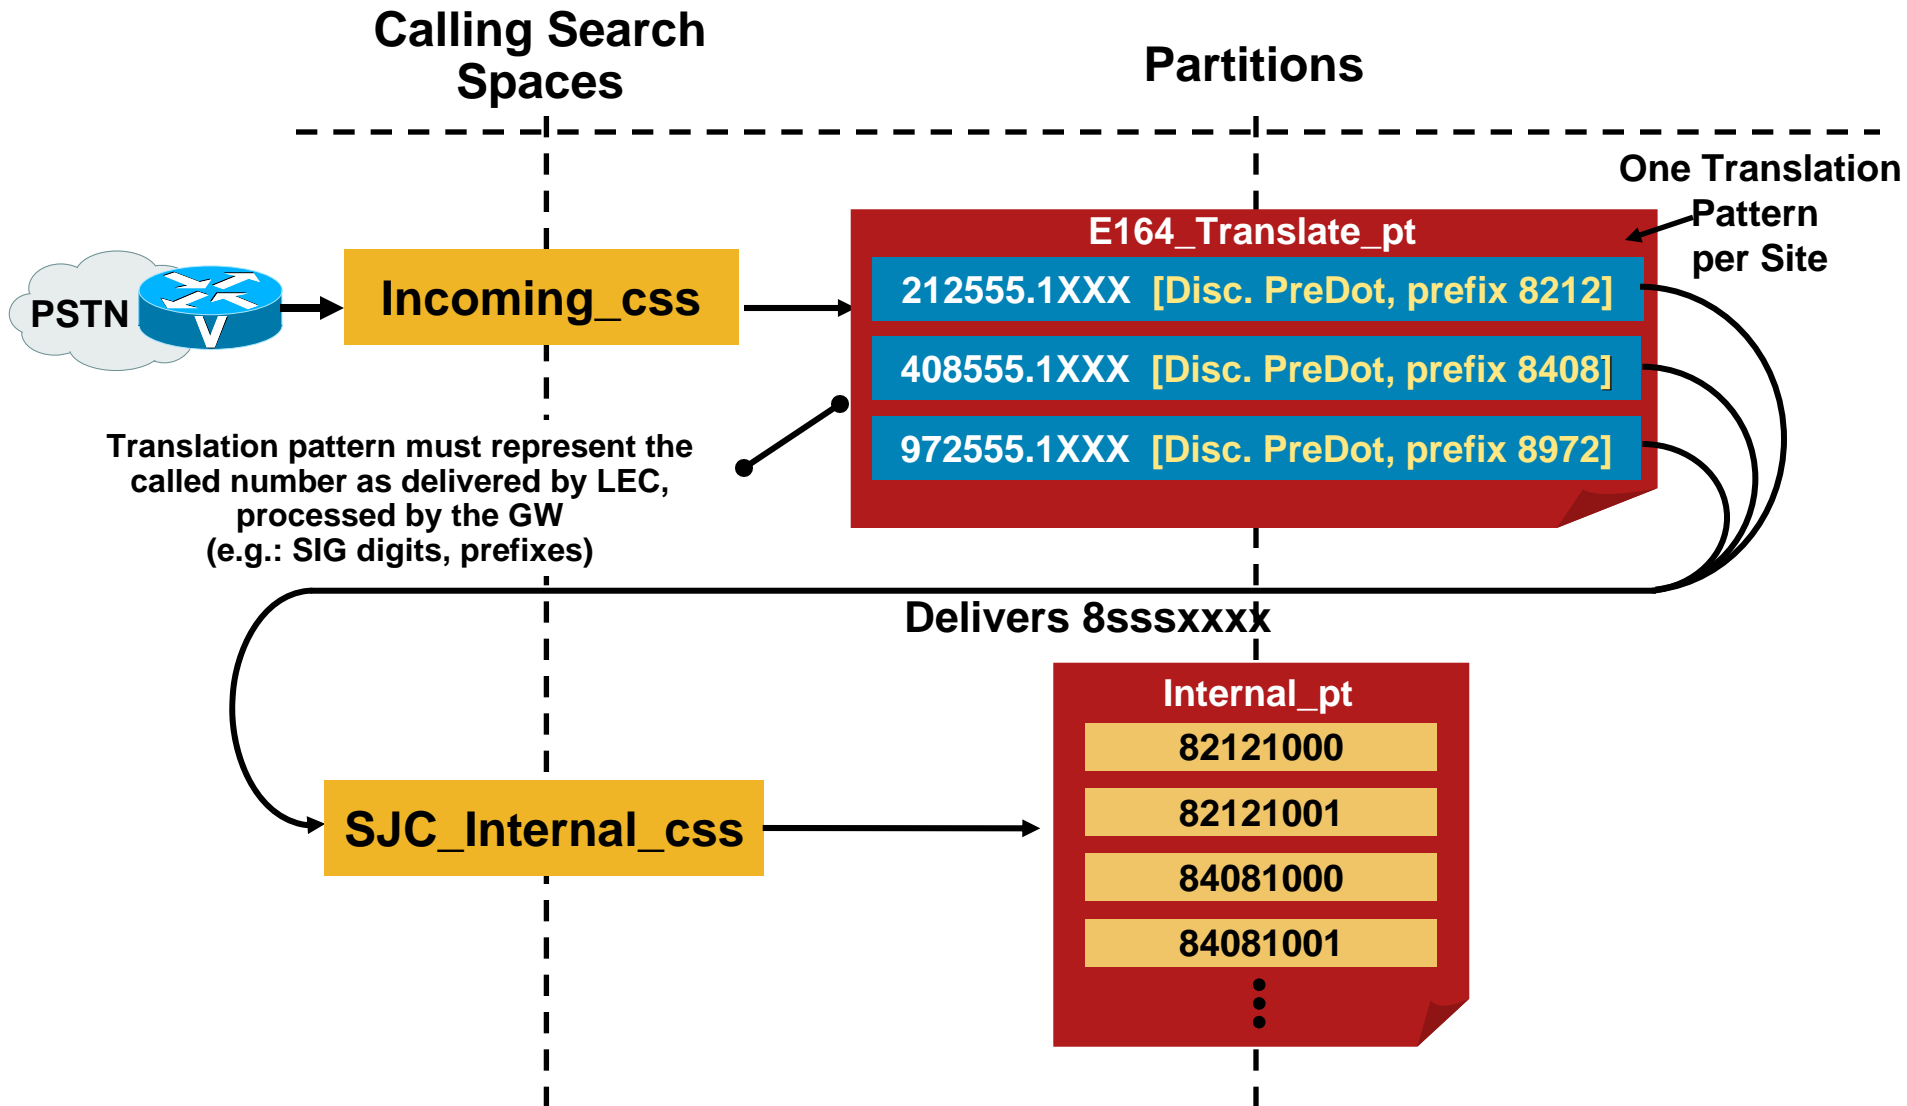 Calling Search
Spaces
Partitions
One Translation
Pattern
per Site
E164_Translate_pt
PSTN
V
Incoming_css
212555.1XXX [Disc. PreDot, prefix 8212]
408555.1XXX [Disc. PreDot, prefix 8408]
972555.1XXX [Disc. PreDot, prefix 8972]
Translation pattern must represent the
called number as delivered by LEC,
processed by the GW
(e.g.: SIG digits, prefixes)
Delivers 8sssxxxx
Internal_pt
82121000
82121001
SJC_Internal_css
84081000
84081001